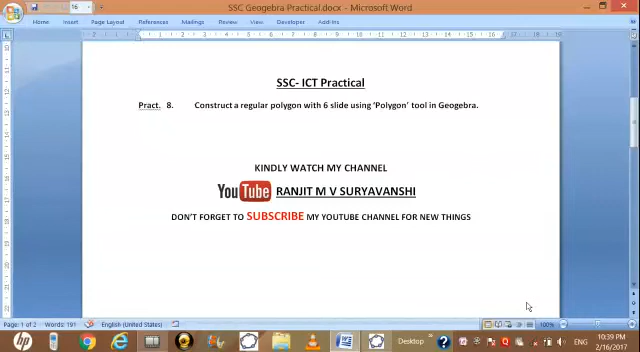 SSC Geogebra Practical.docx - Microsoft Word
16
Home Insert Page Layout References Mailings Review View Developer Add-Ins
SSC- ICT Practical
Pract. 8. Construct a regular polygon with 6 slide using 'Polygon' tool in Geogebra.
KINDLY WATCH MY CHANNEL
YouTube RANJIT M V SURYAVANSHI
DON'T FORGET TO SUBSCRIBE MY YOUTUBE CHANNEL FOR NEW THINGS
Page: 1 of 2 Words: 191 English (United States) 100%
Desktop ENG 10:39 PM
2/16/2017